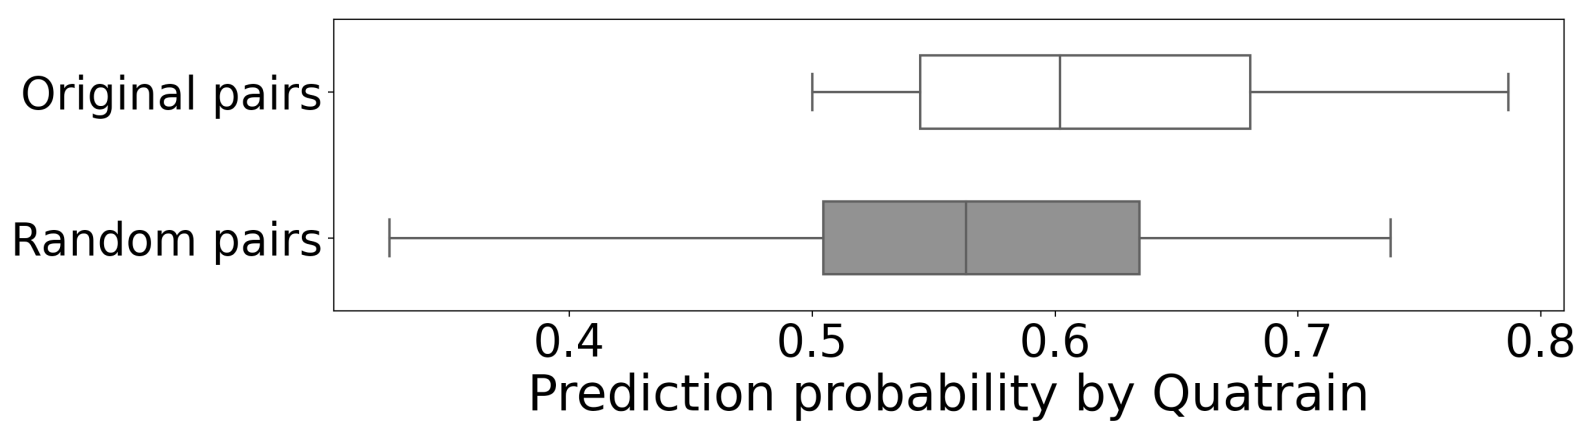 Original pairs
Random pairs
0.4 0.5 0.6 0.7 0.8
Prediction probability by Quatrain